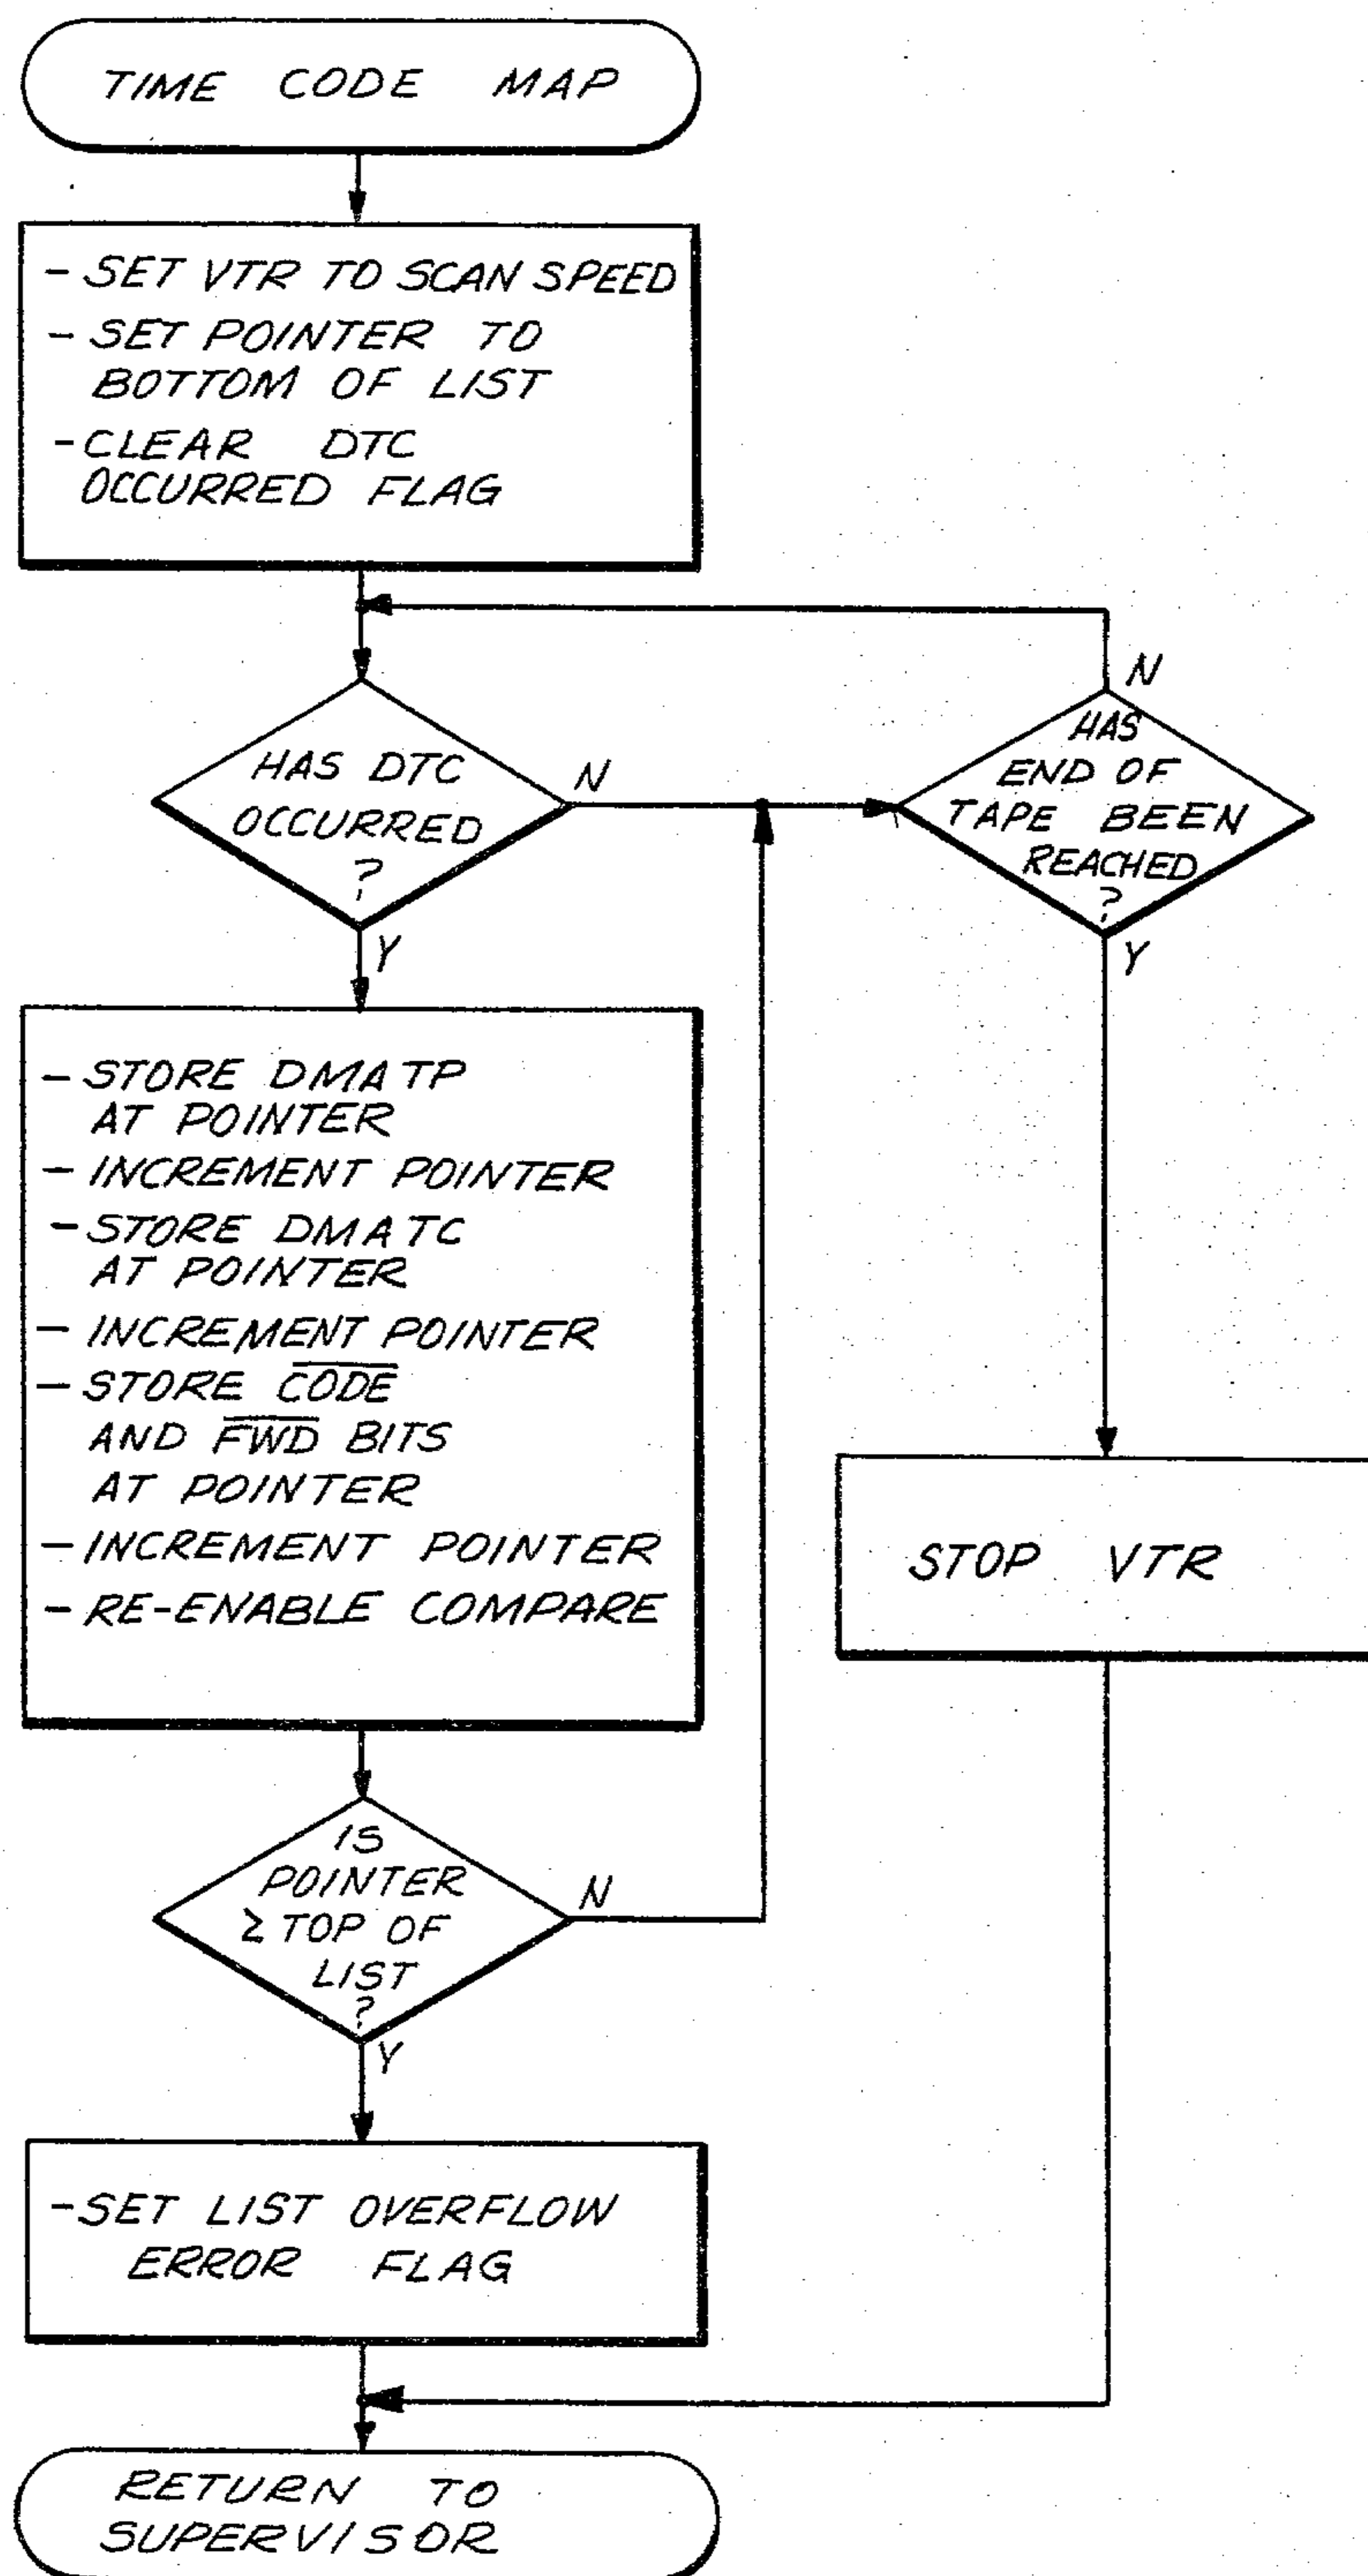 TIME CODE MAP
- SET VTR TO SCAN SPEED
- SET POINTER TO
BOTTOM OF LIST
- CLEAR DTC
OCCURRED FLAG
HAS DTC
OCCURRED
?
N
Y
N
HAS
END OF
TAPE BEEN
REACHED
?
Y
- STORE DMATP
AT POINTER
- INCREMENT POINTER
- STORE DMATC
AT POINTER
- INCREMENT POINTER
- STORE C̅O̅D̅E̅
AND F̅W̅D̅ BITS
AT POINTER
- INCREMENT POINTER
- RE-ENABLE COMPARE
STOP VTR
IS
POINTER
≥ TOP OF
LIST
?
N
Y
- SET LIST OVERFLOW
ERROR FLAG
RETURN TO
SUPERVISOR